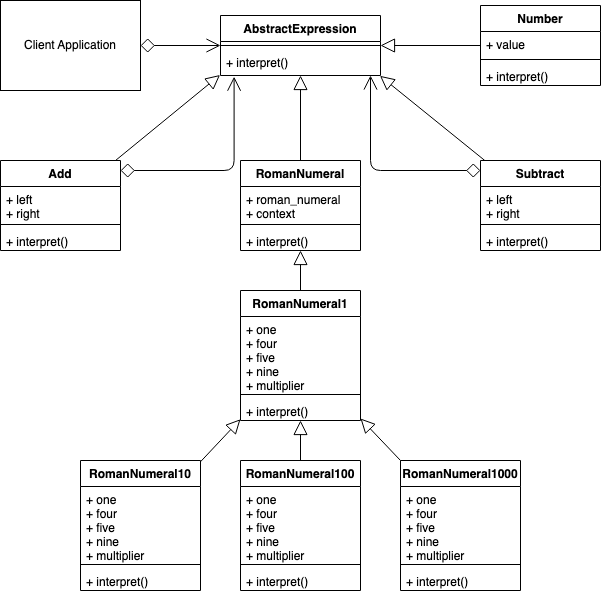 Client Application
AbstractExpression
+ interpret()
Number
+ value
+ interpret()
Add
+ left
+ right
+ interpret()
RomanNumeral
+ roman_numeral
+ context
+ interpret()
Subtract
+ left
+ right
+ interpret()
RomanNumeral1
+ one
+ four
+ five
+ nine
+ multiplier
+ interpret()
RomanNumeral10
+ one
+ four
+ five
+ nine
+ multiplier
+ interpret()
RomanNumeral100
+ one
+ four
+ five
+ nine
+ multiplier
+ interpret()
RomanNumeral1000
+ one
+ four
+ five
+ nine
+ multiplier
+ interpret()